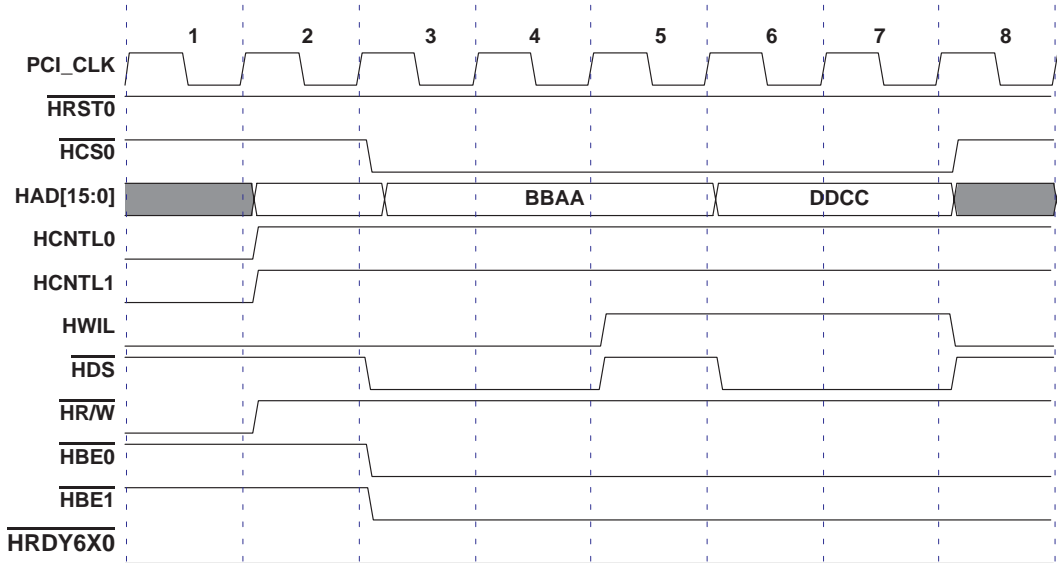 1 2 3 4 5 6 7 8
PCI_CLK
HRST0
HCS0
HAD[15:0] BBAA DDCC
HCNTL0
HCNTL1
HWIL
HDS
HR/W
HBE0
HBE1
HRDY6X0